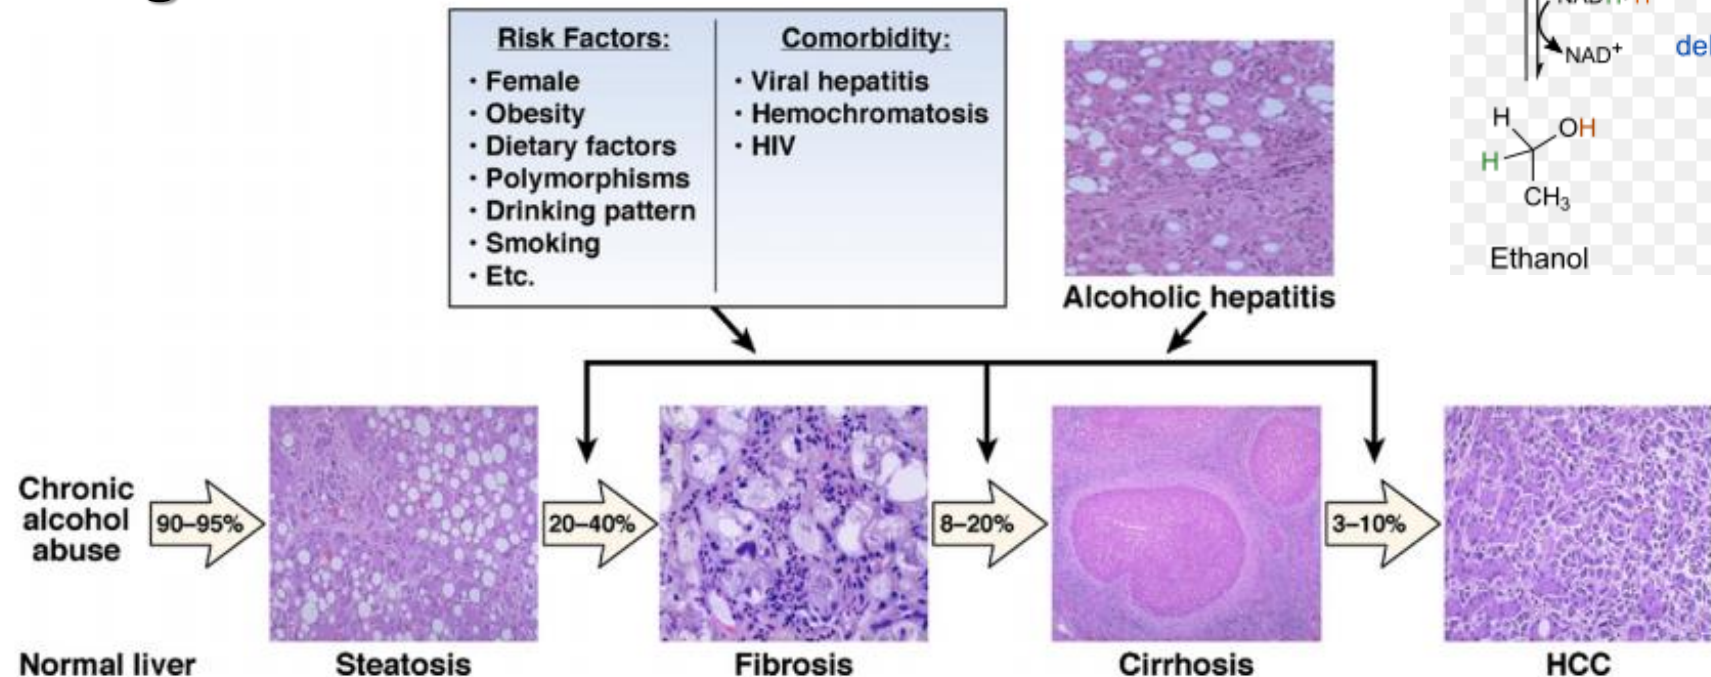 Risk Factors:
• Female
• Obesity
• Dietary factors
• Polymorphisms
• Drinking pattern
• Smoking
• Etc.
Comorbidity:
• Viral hepatitis
• Hemochromatosis
• HIV
Alcoholic hepatitis
NAD⁺
H
OH
H
CH₃
Ethanol
Chronic
alcohol
abuse
90–95%
20–40%
8–20%
3–10%
Normal liver
Steatosis
Fibrosis
Cirrhosis
HCC